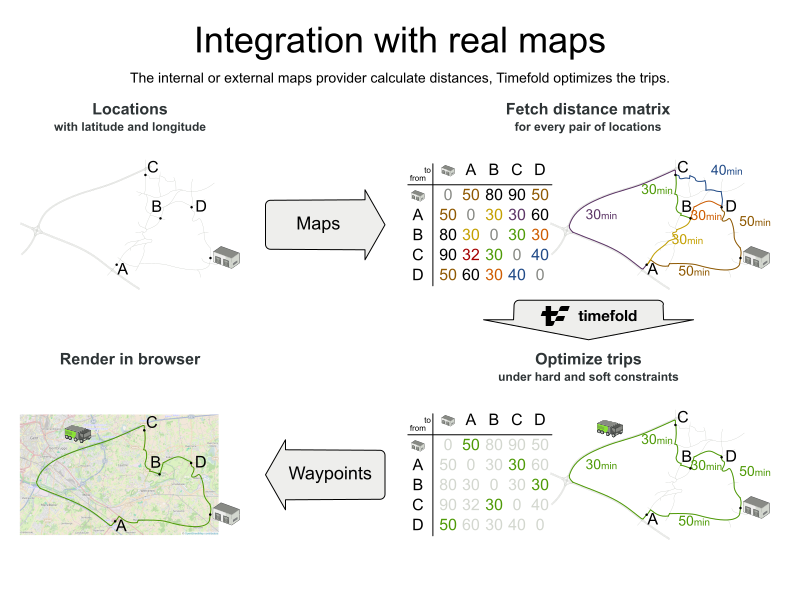 Integration with real maps
The internal or external maps provider calculate distances, Timefold optimizes the trips.
Locations
with latitude and longitude
C
B
D
A
Maps
Fetch distance matrix
for every pair of locations
to
from
A B C D
0 50 80 90 50
A 50 0 30 30 60
B 80 30 0 30 30
C 90 32 30 0 40
D 50 60 30 40 0
C
40min
30min
B
D
30min
30min
50min
30min
A
50min
timefold
Render in browser
Optimize trips
under hard and soft constraints
C
B
D
A
Waypoints
to
from
A B C D
0 50 80 90 50
A 50 0 30 30 60
B 80 30 0 30 30
C 90 32 30 0 40
D 50 60 30 40 0
C
30min
B
D
30min
30min
50min
A
50min